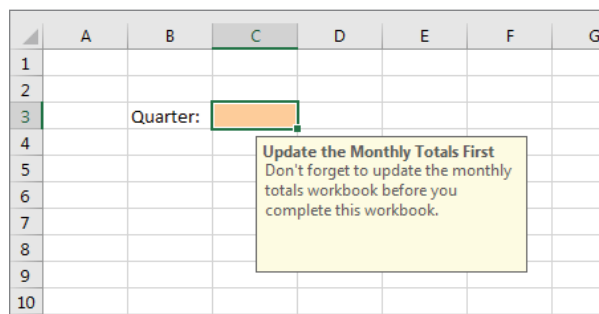 A B C D E F G
1
2
3 Quarter:
4
5
6
7
8
9
10
Update the Monthly Totals First
Don't forget to update the monthly
totals workbook before you
complete this workbook.